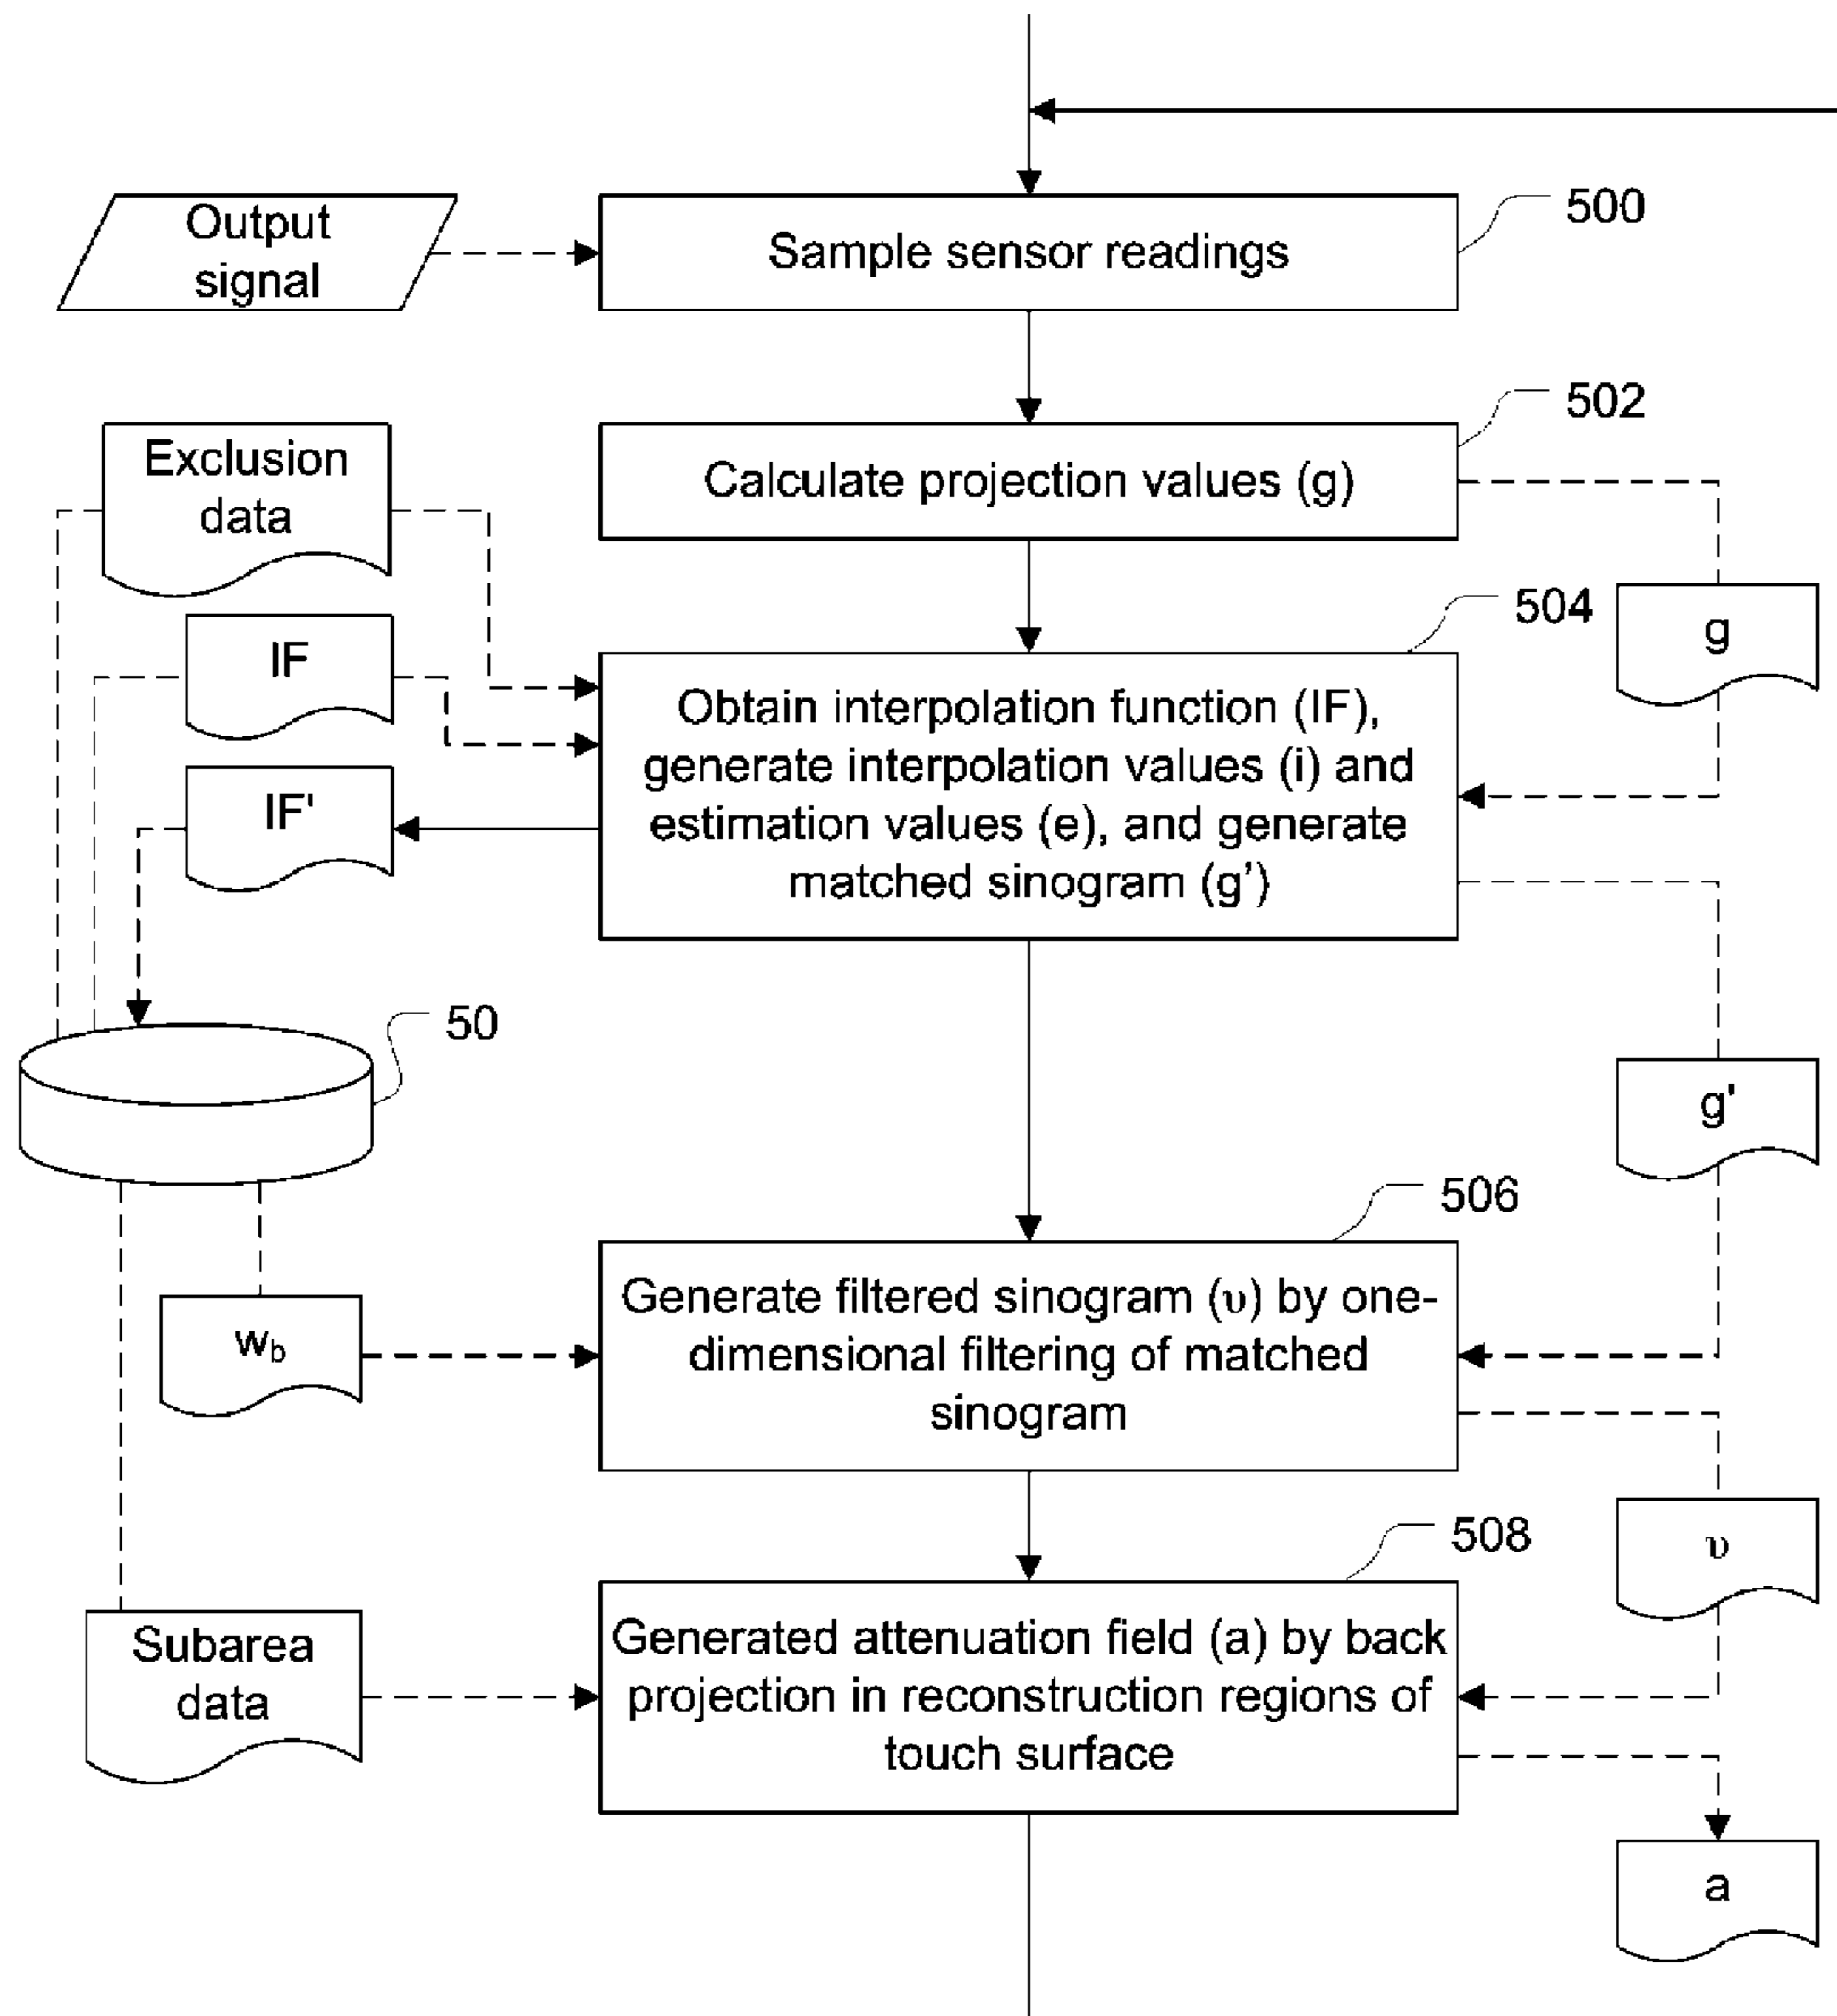 Output
signal
Sample sensor readings
500
Exclusion
data
Calculate projection values (g)
502
IF
IF'
Obtain interpolation function (IF),
generate interpolation values (i) and
estimation values (e), and generate
matched sinogram (g’)
504
g
50
g'
w_b
Generate filtered sinogram (υ) by one-
dimensional filtering of matched
sinogram
506
υ
Subarea
data
Generated attenuation field (a) by back
projection in reconstruction regions of
touch surface
508
a